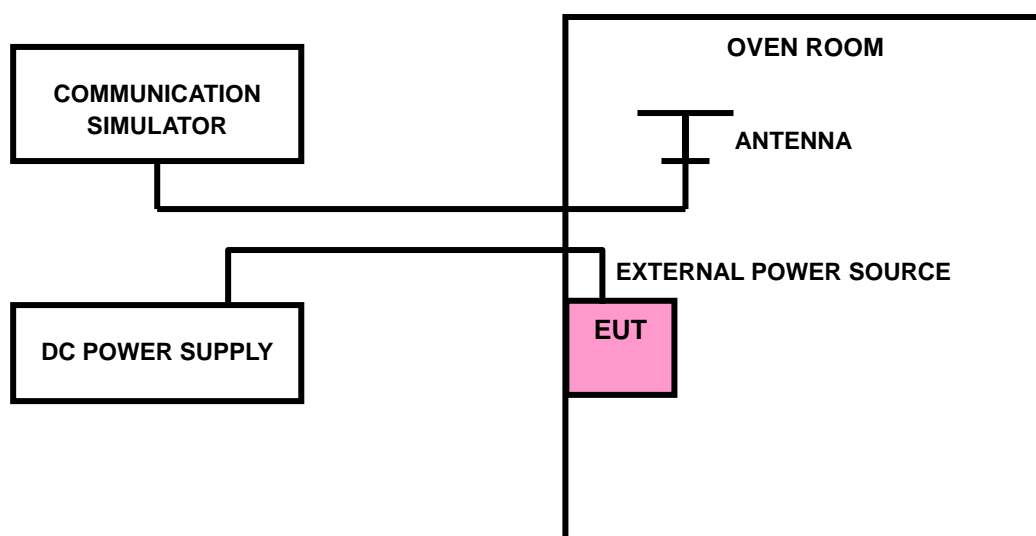 OVEN ROOM
COMMUNICATION
SIMULATOR
ANTENNA
EXTERNAL POWER SOURCE
EUT
DC POWER SUPPLY